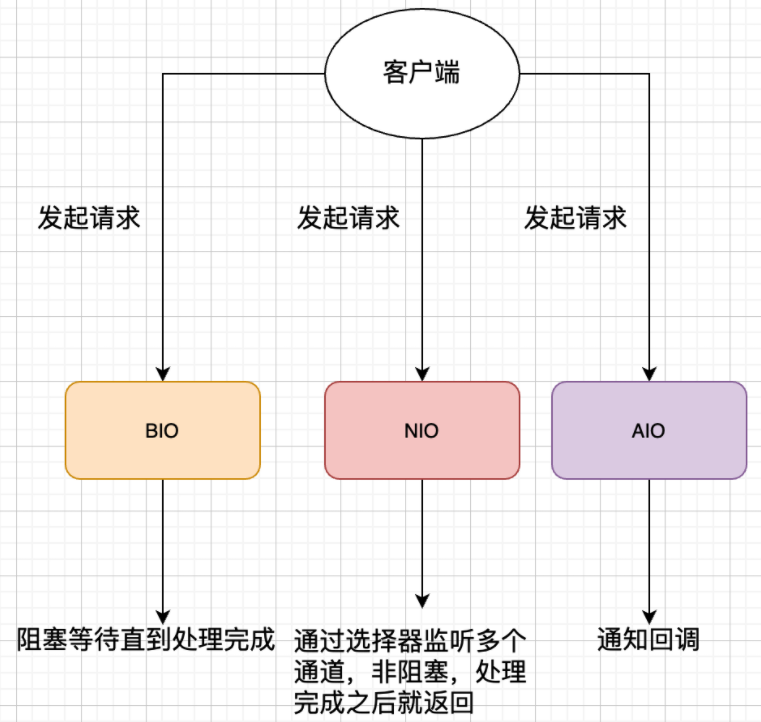 客户端
发起请求
发起请求
发起请求
BIO
NIO
AIO
阻塞等待直到处理完成
通过选择器监听多个
通道，非阻塞，处理
完成之后就返回
通知回调